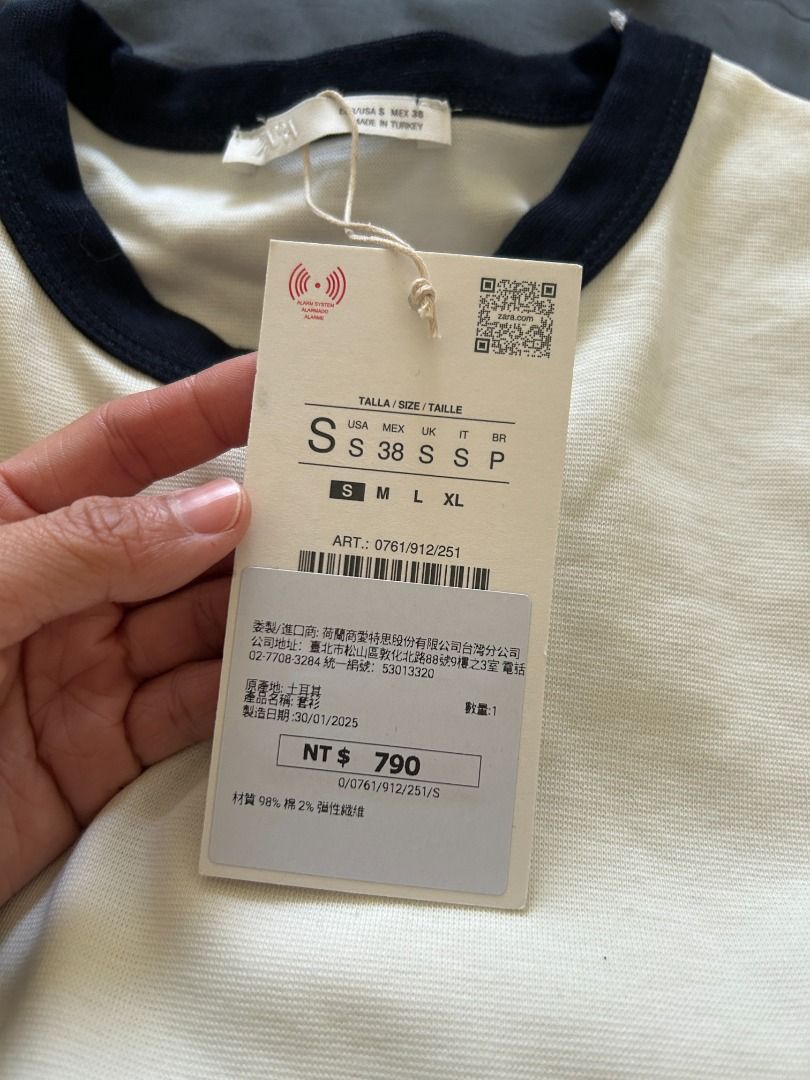 USA S MEX 38
MADE IN TURKEY
ALARM SYSTEM
ALARMADO
ALARME
zara.com
TALLA / SIZE / TAILLE
S
USA MEX UK IT BR
S 38 S S P
S M L XL
ART.: 0761/912/251
委製/進口商: 荷蘭商愛特思股份有限公司台灣分公司
公司地址: 臺北市松山區敦化北路88號9樓之3室 電話
02-7708-3284 統一編號: 53013320
原產地: 土耳其
產品名稱: 套衫
數量:1
製造日期:30/01/2025
NT$ 790
0/0761/912/251/S
材質 98% 棉 2% 彈性纖維